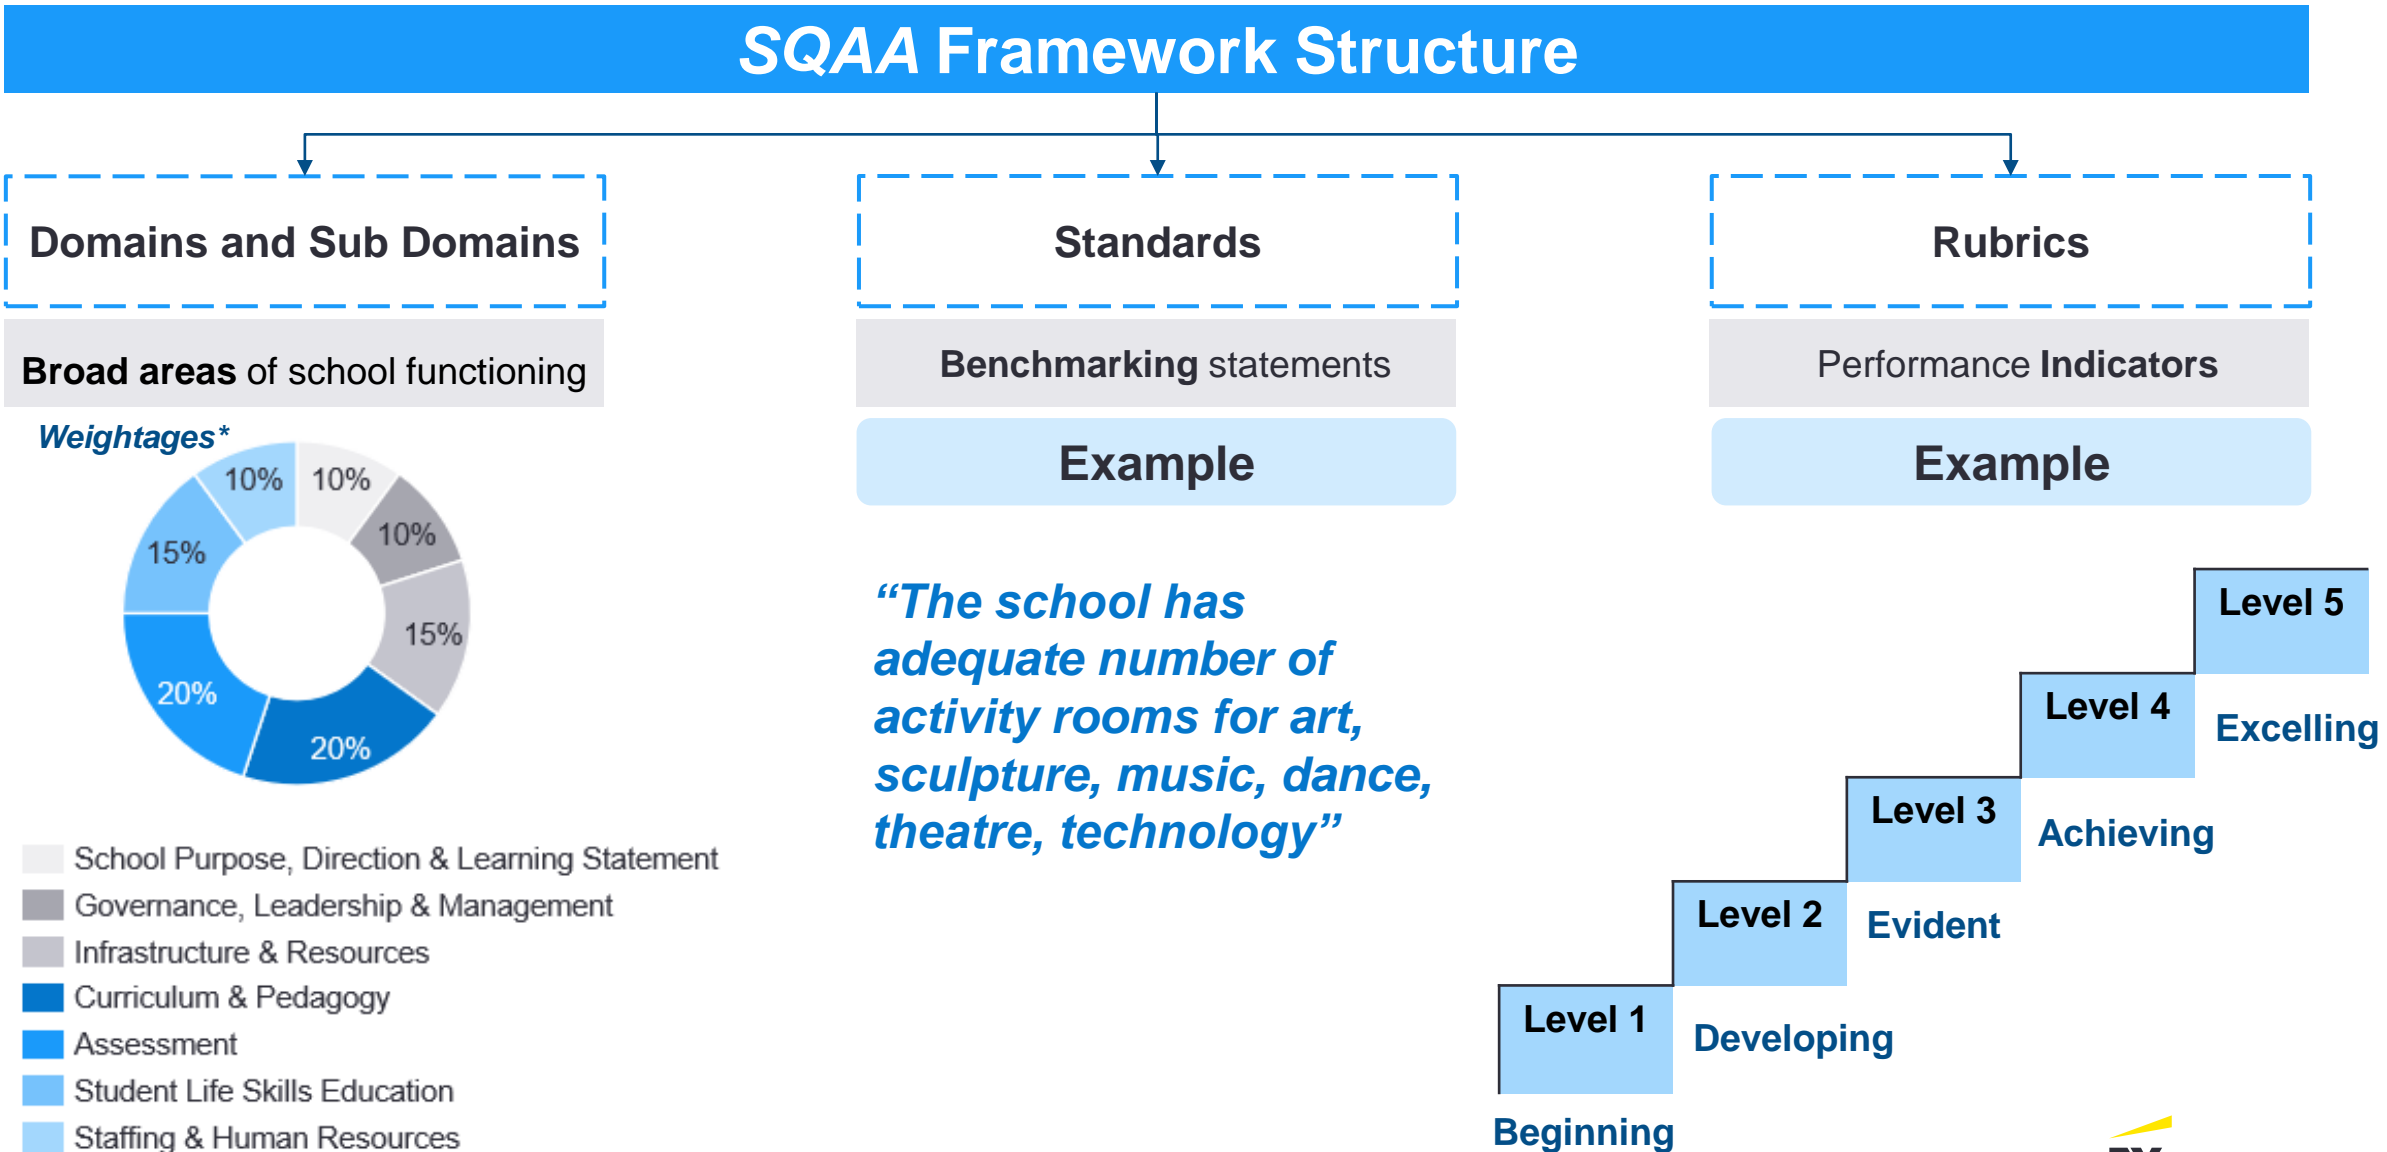 SQAA Framework Structure
Domains and Sub Domains
Broad areas of school functioning
Weightages*
10%
10%
10%
15%
15%
20%
20%
School Purpose, Direction & Learning Statement
Governance, Leadership & Management
Infrastructure & Resources
Curriculum & Pedagogy
Assessment
Student Life Skills Education
Staffing & Human Resources
Standards
Benchmarking statements
Example
“The school has
adequate number of
activity rooms for art,
sculpture, music, dance,
theatre, technology”
Rubrics
Performance Indicators
Example
Level 5
Excelling
Level 4
Achieving
Level 3
Evident
Level 2
Developing
Level 1
Beginning